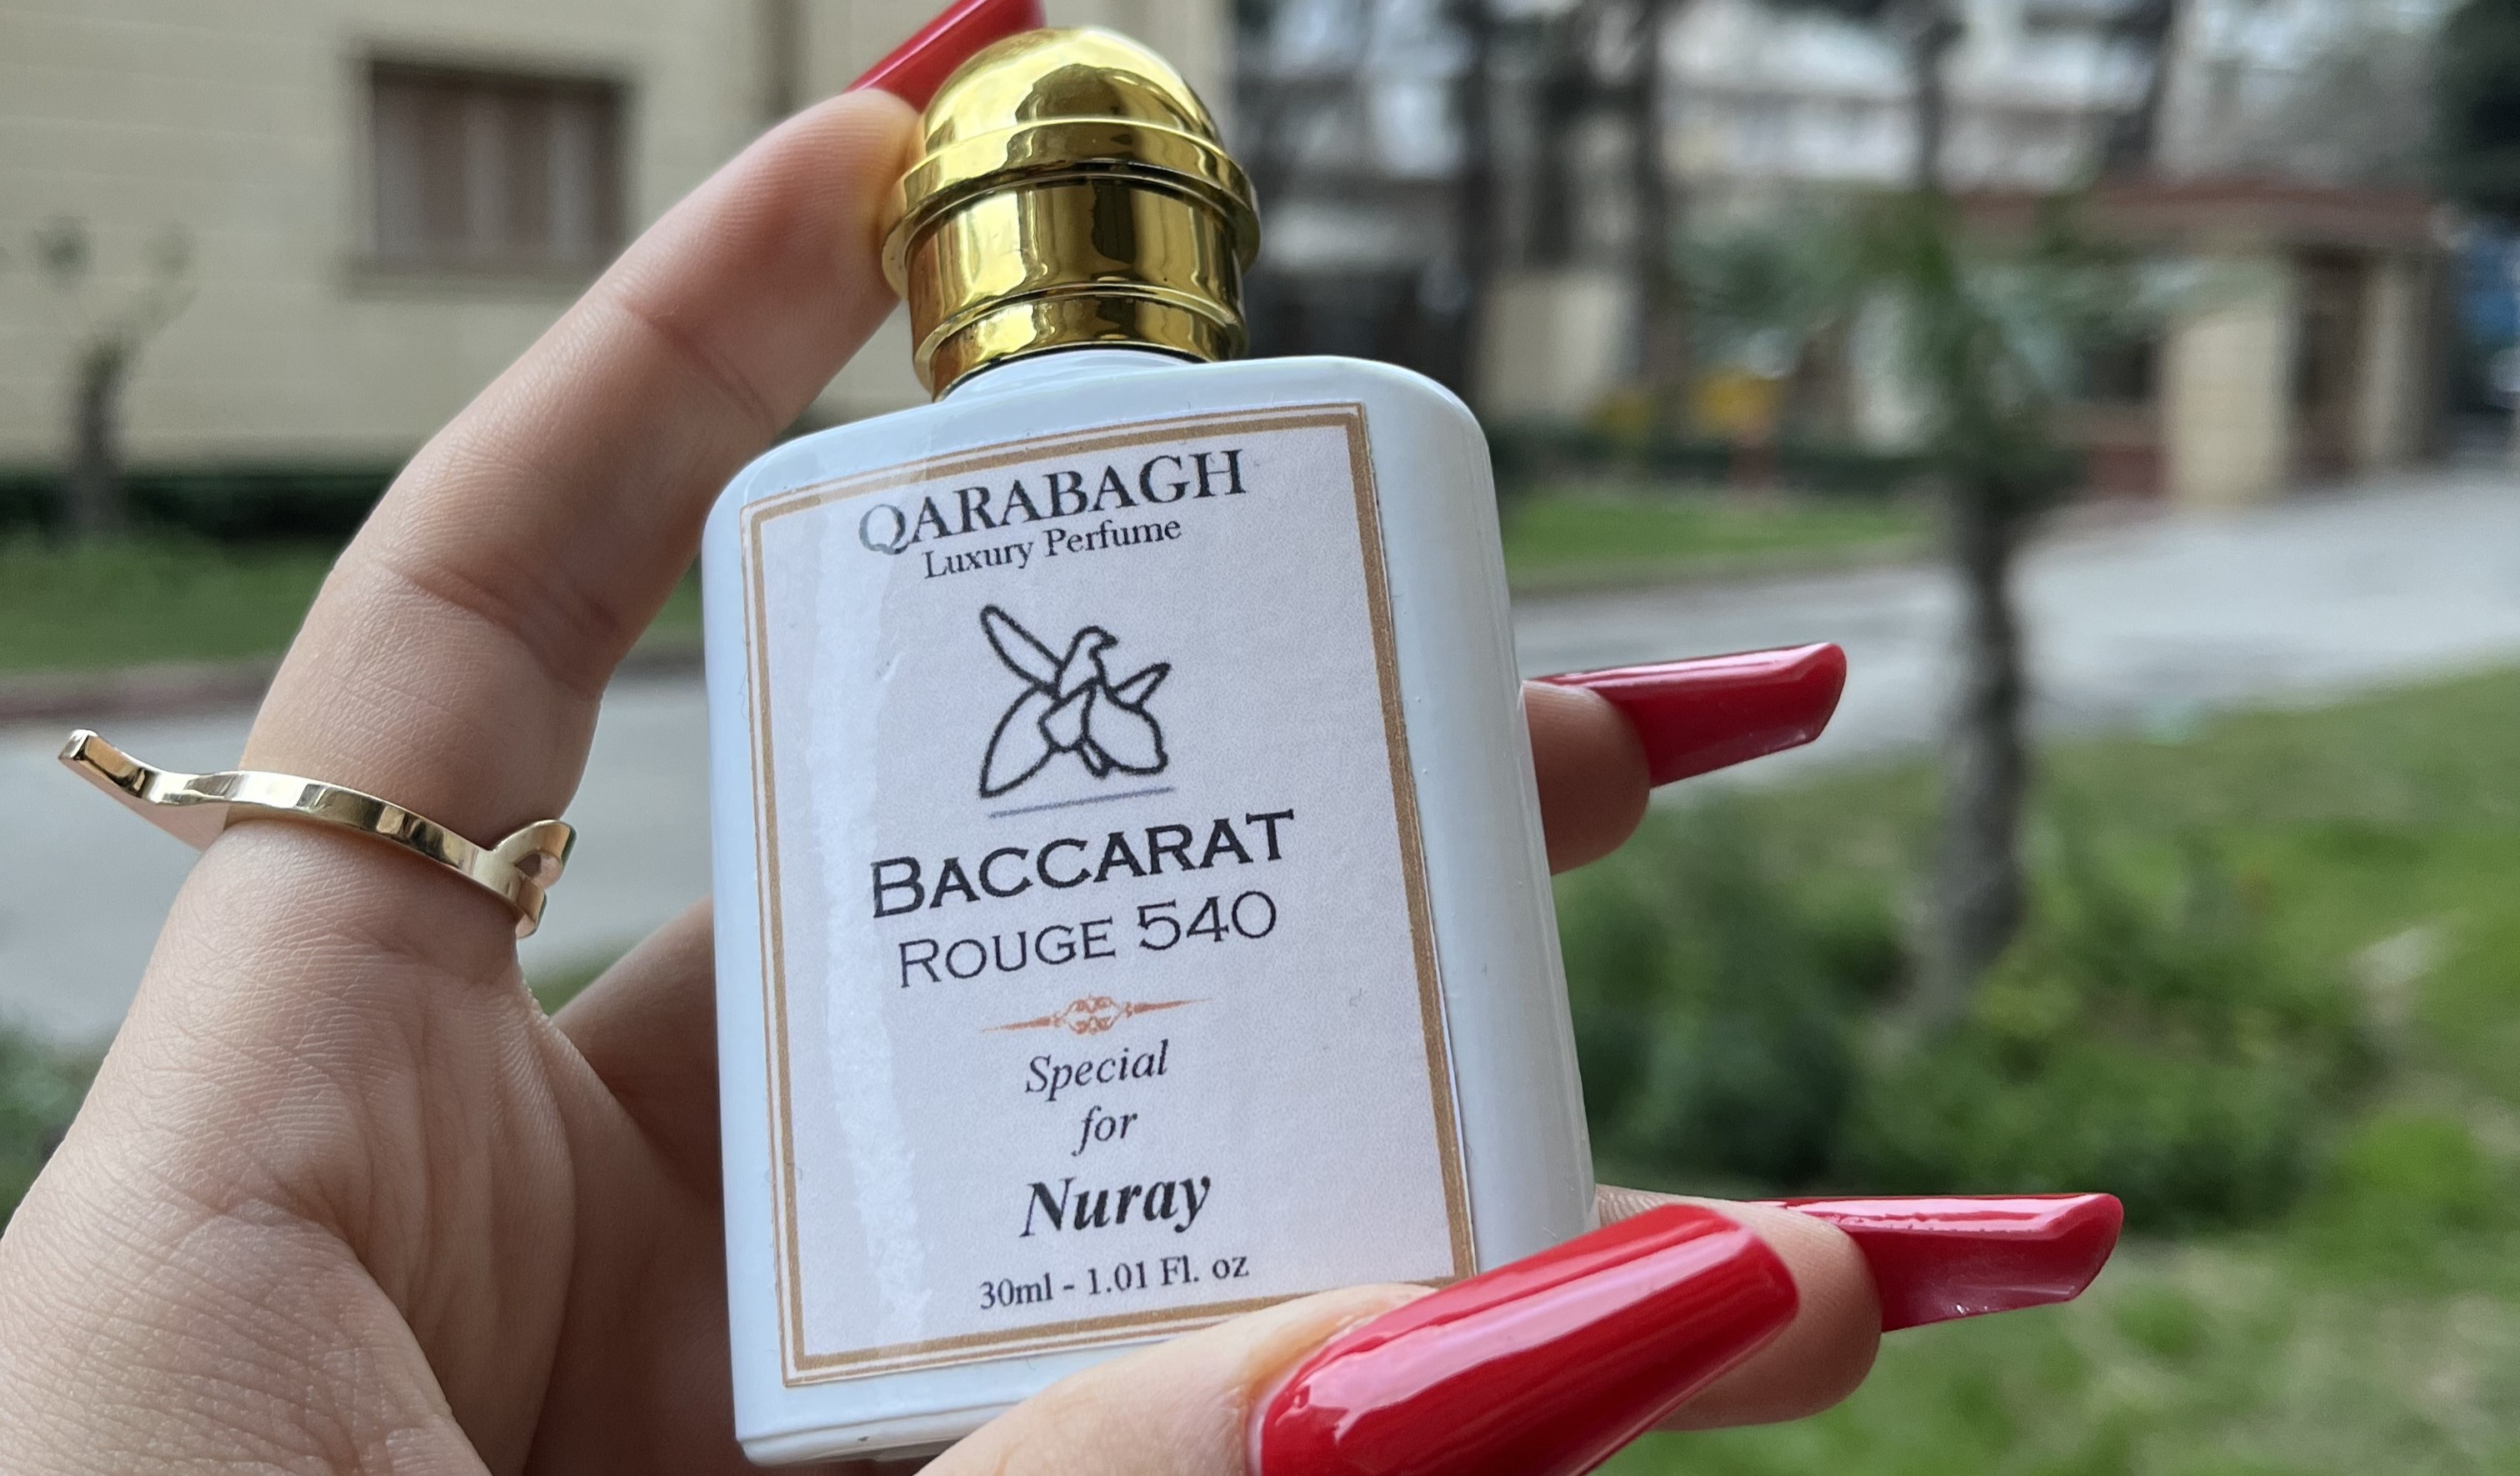 QARABAGH
Luxury Perfume
BACCARAT
ROUGE 540
Special
for
Nuray
30ml - 1.01 Fl. oz